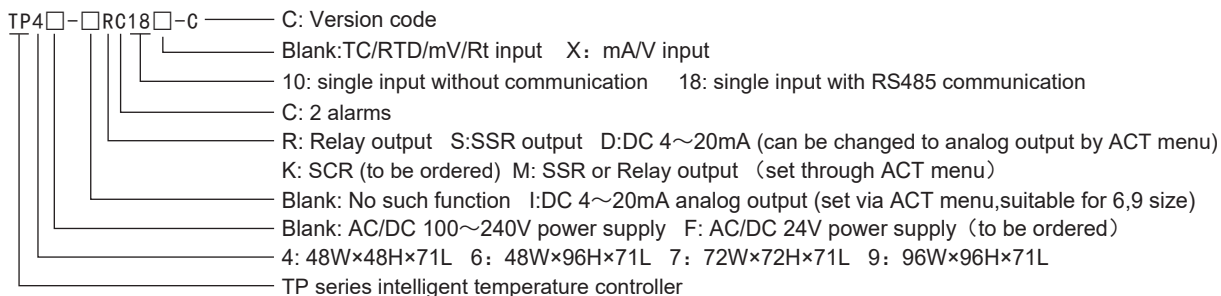 TP4□-□RC18□-C C: Version code
Blank:TC/RTD/mV/Rt input X：mA/V input
10: single input without communication 18: single input with RS485 communication
C: 2 alarms
R: Relay output S:SSR output D:DC 4～20mA (can be changed to analog output by ACT menu)
K: SCR (to be ordered) M: SSR or Relay output （set through ACT menu）
Blank: No such function I:DC 4～20mA analog output (set via ACT menu,suitable for 6,9 size)
Blank: AC/DC 100～240V power supply F: AC/DC 24V power supply（to be ordered）
4: 48W×48H×71L 6：48W×96H×71L 7：72W×72H×71L 9：96W×96H×71L
TP series intelligent temperature controller